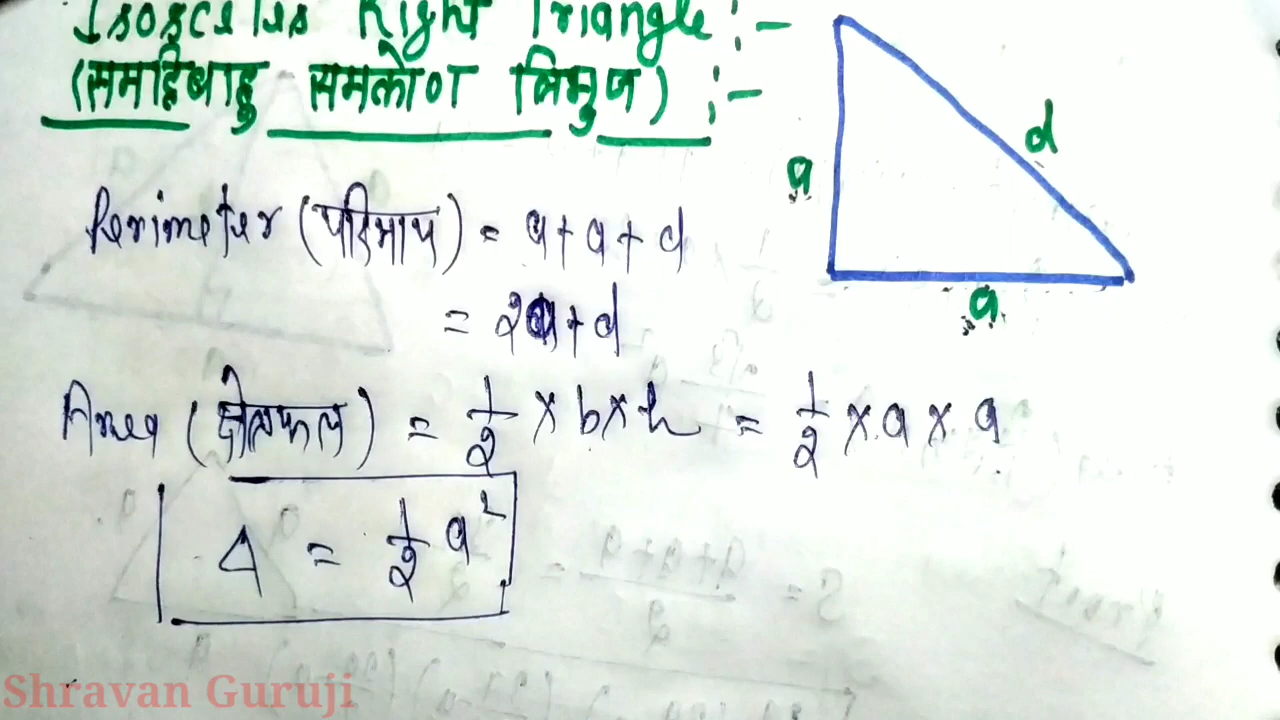 Isosceles Right Triangle :-
(समद्विबाहु समकोण त्रिभुज) :-
a
d
a
Perimeter (परिमाप) = a + a + d
= 2a + d
Area (क्षेत्रफल) = 1/2 × b × h = 1/2 × a × a
Δ = 1/2 a²
Shravan Guruji